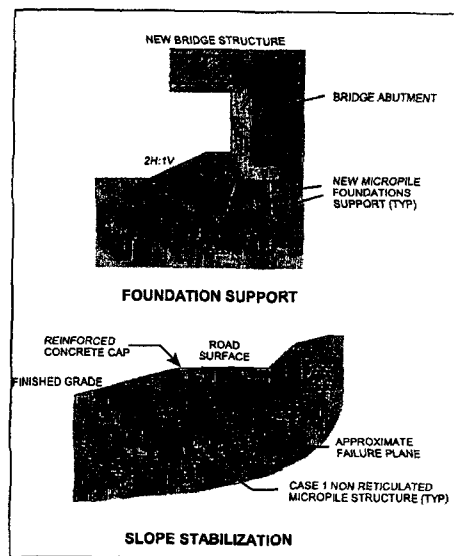 NEW BRIDGE STRUCTURE
BRIDGE ABUTMENT
2H:1V
NEW MICROPILE
FOUNDATIONS
SUPPORT (TYP)
FOUNDATION SUPPORT
REINFORCED
CONCRETE CAP
ROAD
SURFACE
FINISHED GRADE
APPROXIMATE
FAILURE PLANE
CASE 1 NON RETICULATED
MICROPILE STRUCTURE (TYP)
SLOPE STABILIZATION